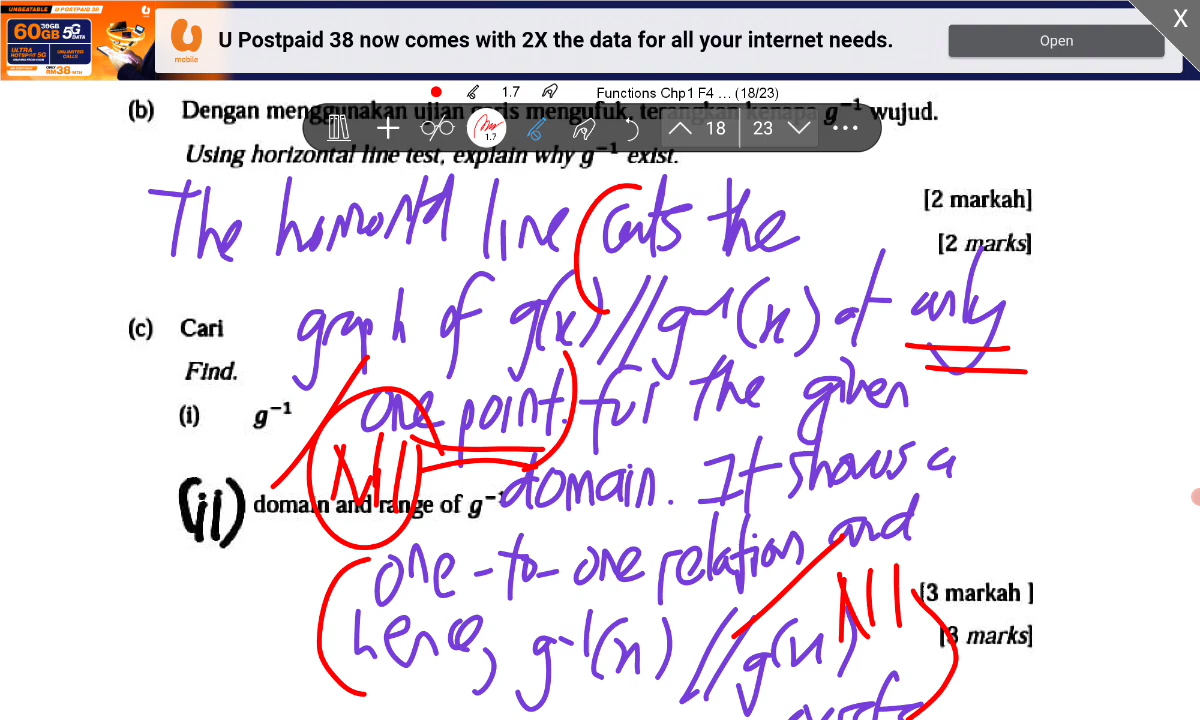 UNBEATABLE U POSTPAID 38
60GB 5G DATA
ULTRA HOTSPOT 5G
UNLIMITED CALLS
RM38/MTH
mobile
U Postpaid 38 now comes with 2X the data for all your internet needs.
Open
X
1.7 Functions Chp1 F4 ... (18/23)
(b) Dengan menggunakan ujian garis mengufuk, terangkan kenapa g⁻¹ wujud.
1.7 18 23
Using horizontal line test, explain why g⁻¹ exist.
[2 markah]
[2 marks]
The horizontal line cuts the
graph of g(x)//g⁻¹(x) at only
one point for the given
domain. It shows a
one-to-one relation and
hence, g⁻¹(x) // g(x)
exists
(c) Cari
Find.
(i) g⁻¹
N1
(ii) domain and range of g⁻¹
N1
[3 markah ]
[3 marks]